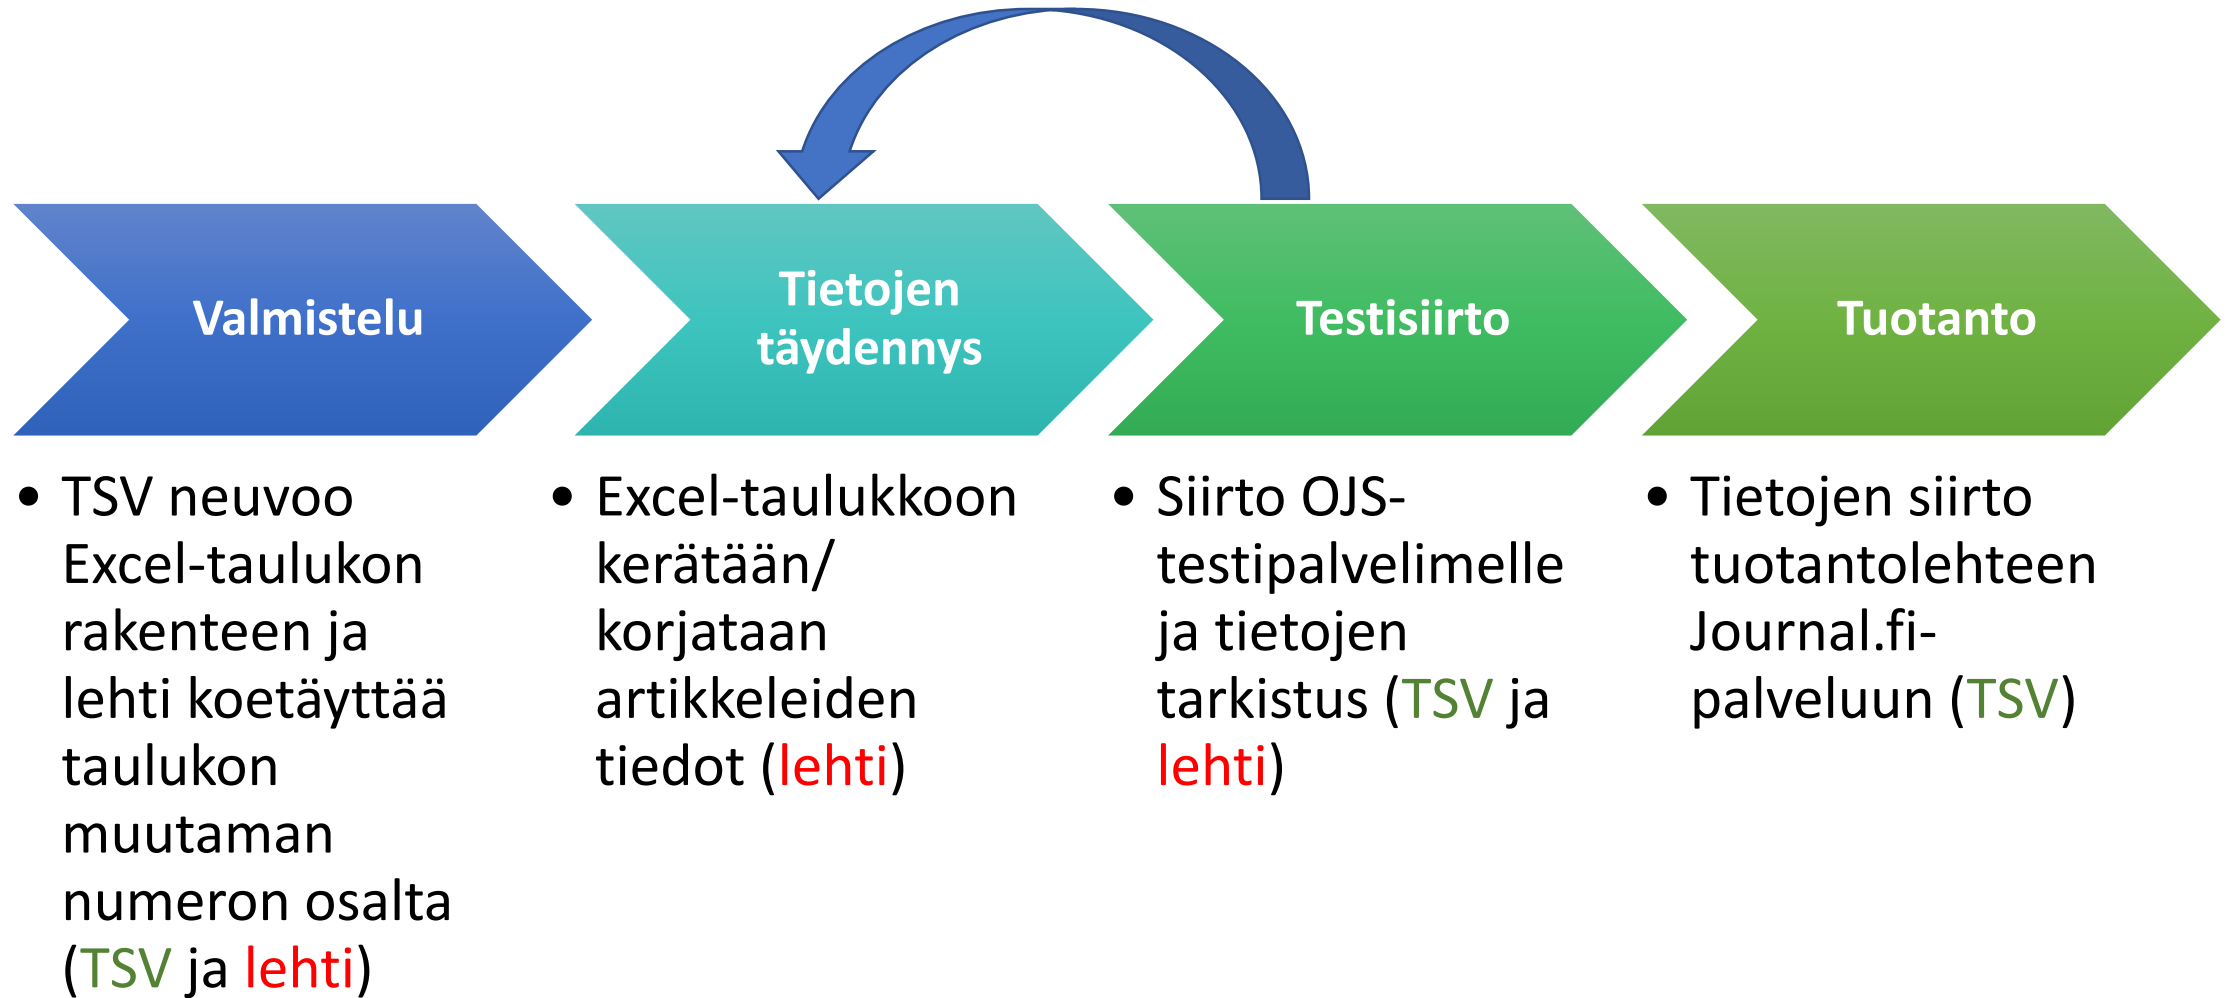 Valmistelu
Tietojen
täydennys
Testisiirto
Tuotanto
• TSV neuvoo
Excel-taulukon
rakenteen ja
lehti koetäyttää
taulukon
muutaman
numeron osalta
(TSV ja lehti)
• Excel-taulukkoon
kerätään/
korjataan
artikkeleiden
tiedot (lehti)
• Siirto OJS-
testipalvelimelle
ja tietojen
tarkistus (TSV ja
lehti)
• Tietojen siirto
tuotantolehteen
Journal.fi-
palveluun (TSV)